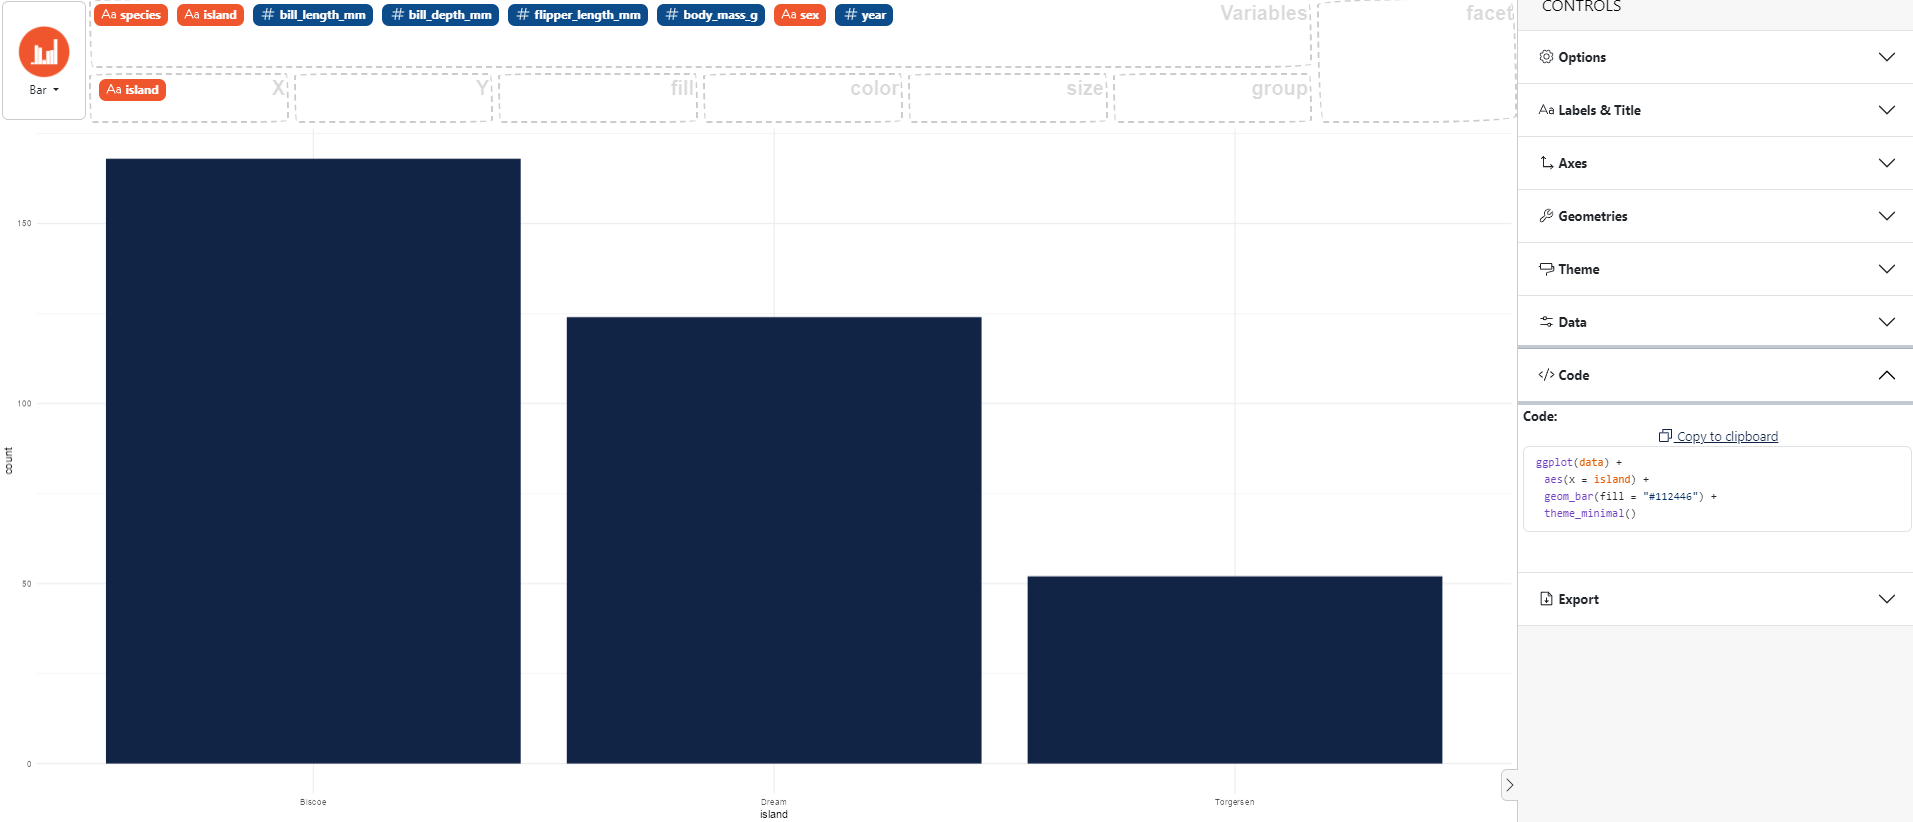 Aa species Aa island # bill_length_mm # bill_depth_mm # flipper_length_mm # body_mass_g Aa sex # year
Variables
facet
Bar
Aa island
X
Y
fill
color
size
group
150
100
50
0
count
Biscoe
Dream
Torgersen
island
CONTROLS
Options
Aa Labels & Title
Axes
Geometries
Theme
Data
</> Code
Code:
Copy to clipboard
ggplot(data) +
aes(x = island) +
geom_bar(fill = "#112446") +
theme_minimal()
Export